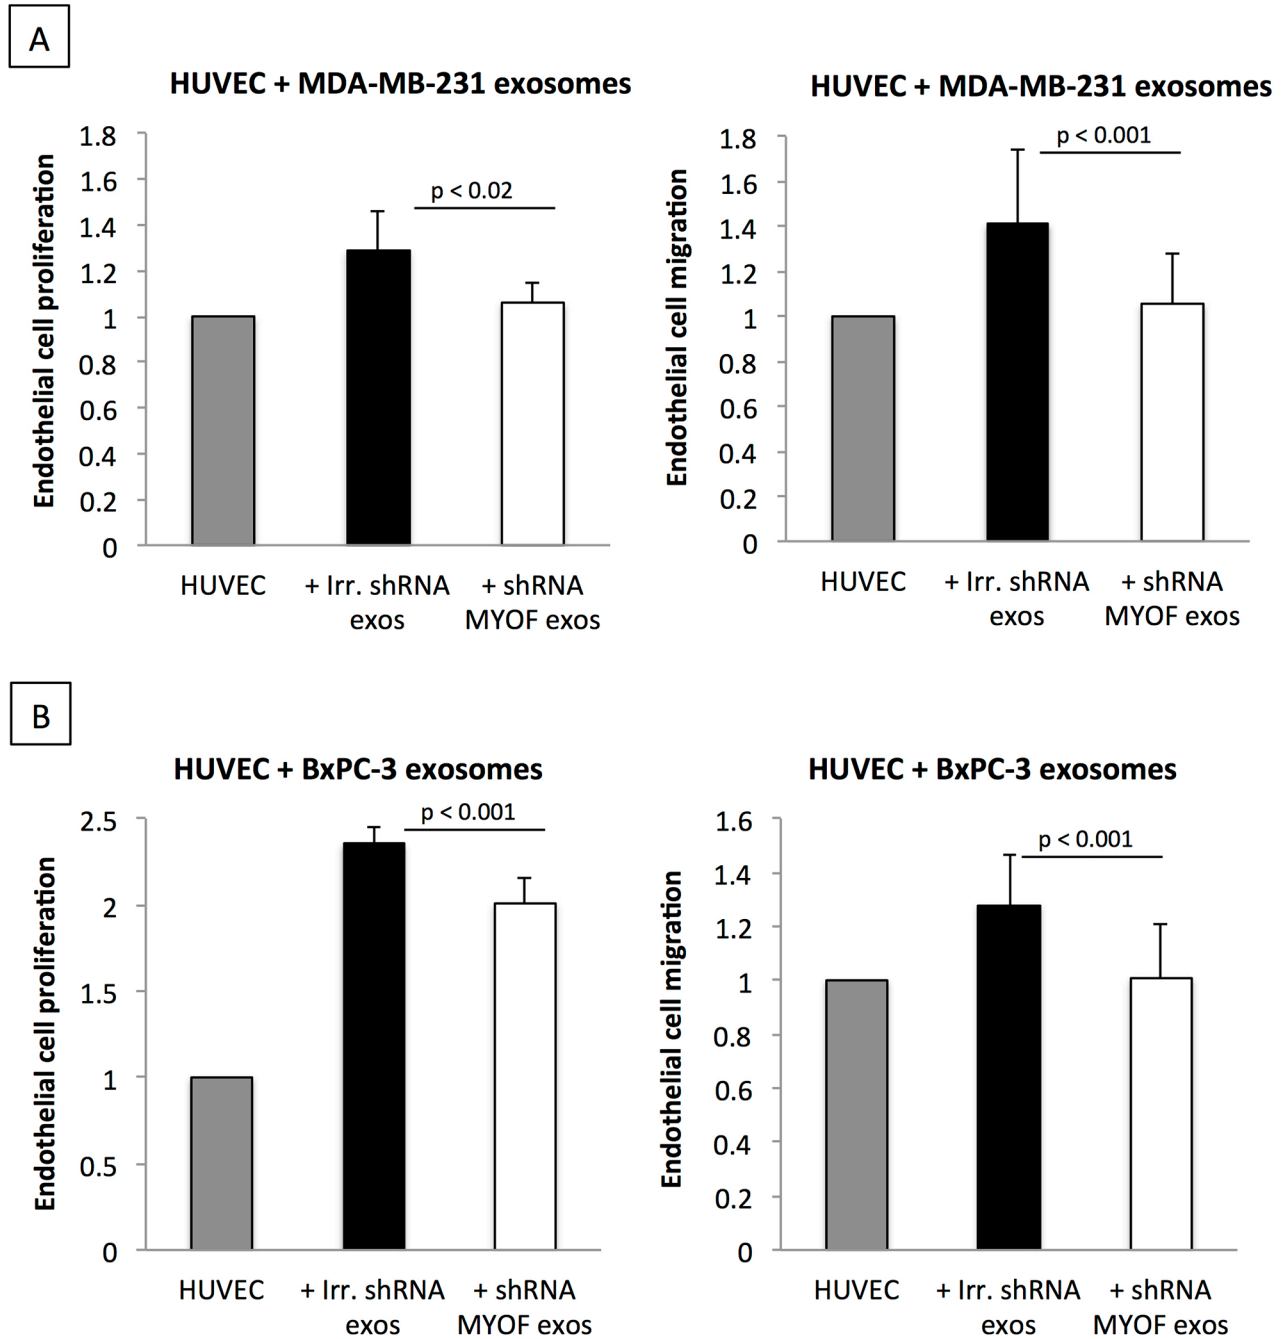 A
HUVEC + MDA-MB-231 exosomes
Endothelial cell proliferation
1.8
1.6
1.4
1.2
1
0.8
0.6
0.4
0.2
0
p < 0.02
HUVEC
+ Irr. shRNA
exos
+ shRNA
MYOF exos
HUVEC + MDA-MB-231 exosomes
Endothelial cell migration
1.8
1.6
1.4
1.2
1
0.8
0.6
0.4
0.2
0
p < 0.001
HUVEC
+ Irr. shRNA
exos
+ shRNA
MYOF exos
B
HUVEC + BxPC-3 exosomes
Endothelial cell proliferation
2.5
2
1.5
1
0.5
0
p < 0.001
HUVEC
+ Irr. shRNA
exos
+ shRNA
MYOF exos
HUVEC + BxPC-3 exosomes
Endothelial cell migration
1.6
1.4
1.2
1
0.8
0.6
0.4
0.2
0
p < 0.001
HUVEC
+ Irr. shRNA
exos
+ shRNA
MYOF exos